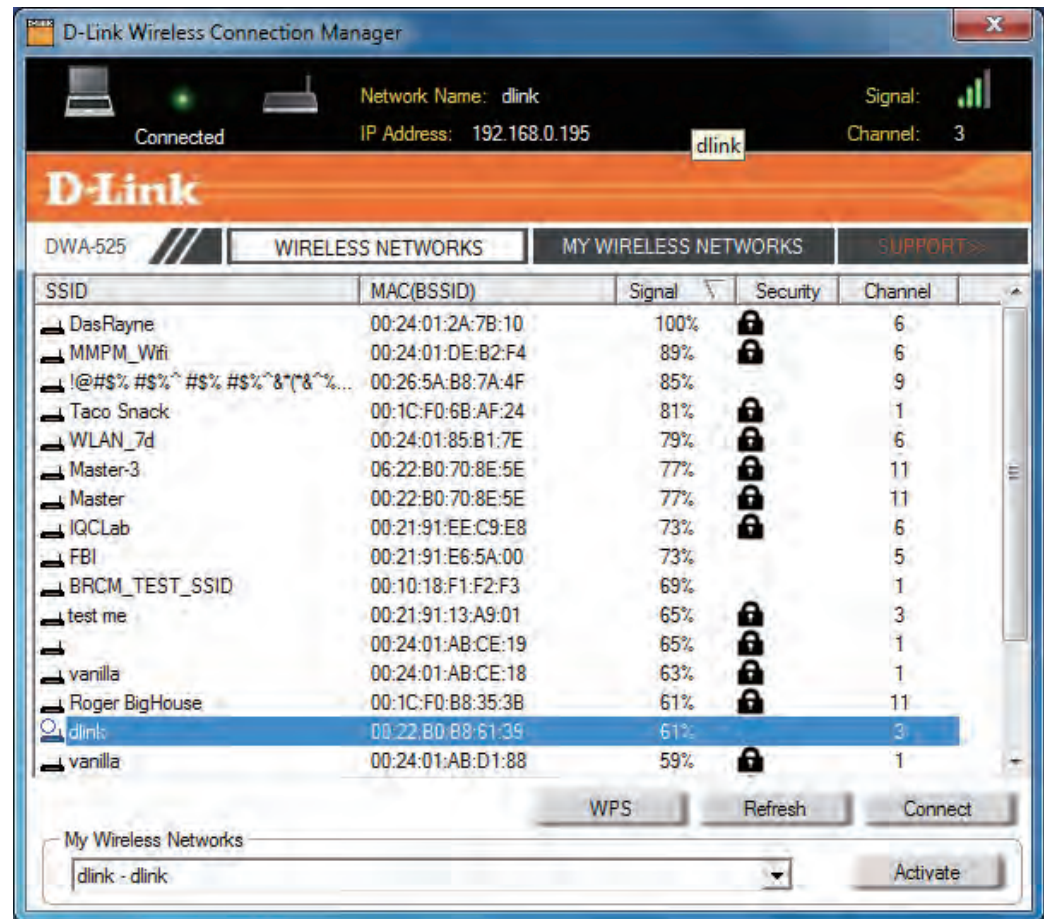 D-Link Wireless Connection Manager
Network Name: dlink Signal:
Connected IP Address: 192.168.0.195 Channel: 3
dlink
D-Link
DWA-525 WIRELESS NETWORKS MY WIRELESS NETWORKS SUPPORT>>
SSID MAC(BSSID) Signal Security Channel
DasRayne 00:24:01:2A:7B:10 100% 6
MMPM_Wifi 00:24:01:DE:B2:F4 89% 6
!@#$% #$%^ #$% #$%^&*(*&^%... 00:26:5A:B8:7A:4F 85% 9
Taco Snack 00:1C:F0:6B:AF:24 81% 1
WLAN_7d 00:24:01:85:B1:7E 79% 6
Master-3 06:22:B0:70:8E:5E 77% 11
Master 00:22:B0:70:8E:5E 77% 11
IQCLab 00:21:91:EE:C9:E8 73% 6
FBI 00:21:91:E6:5A:00 73% 5
BRCM_TEST_SSID 00:10:18:F1:F2:F3 69% 1
test me 00:21:91:13:A9:01 65% 3
00:24:01:AB:CE:19 65% 1
vanilla 00:24:01:AB:CE:18 63% 1
Roger BigHouse 00:1C:F0:B8:35:3B 61% 11
dlink 00:22:B0:B8:61:39 61% 3
vanilla 00:24:01:AB:D1:88 59% 1
WPS Refresh Connect
My Wireless Networks
dlink - dlink Activate